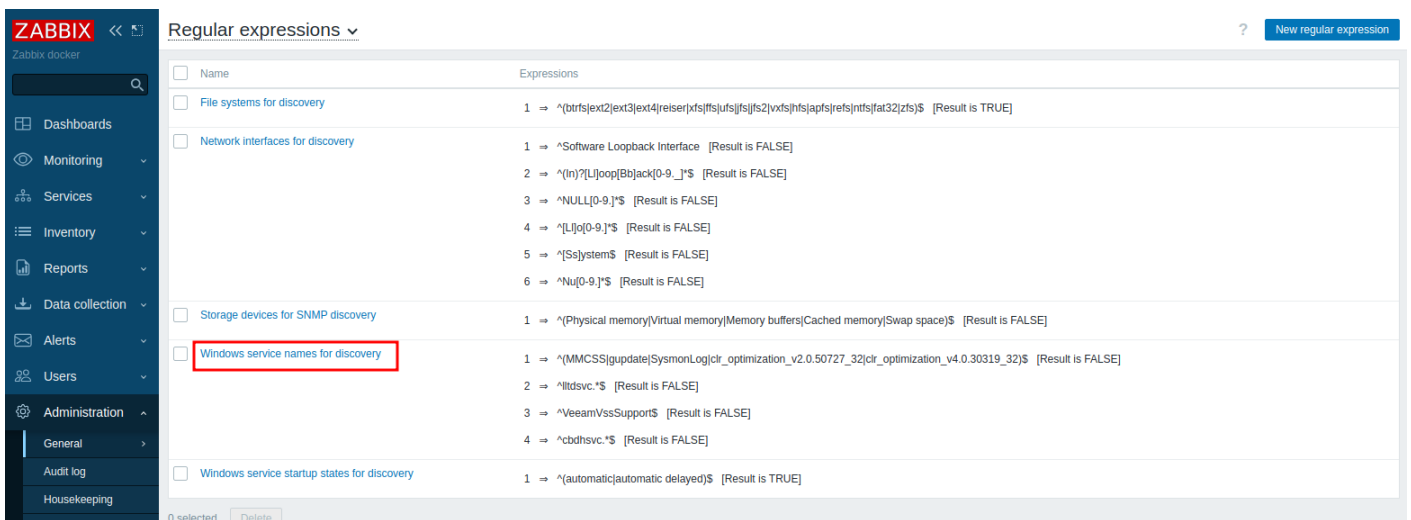 ZABBIX
Zabbix docker
Dashboards
Monitoring
Services
Inventory
Reports
Data collection
Alerts
Users
Administration
General
Audit log
Housekeeping
Regular expressions
? New regular expression
Name Expressions
File systems for discovery 1 ⇒ ^(btrfs|ext2|ext3|ext4|reiser|xfs|ffs|ufs|jfs|jfs2|vxfs|hfs|apfs|refs|ntfs|fat32|zfs)$ [Result is TRUE]
Network interfaces for discovery 1 ⇒ ^Software Loopback Interface [Result is FALSE]
2 ⇒ ^(In)?[Ll]oop[Bb]ack[0-9._]*$ [Result is FALSE]
3 ⇒ ^NULL[0-9.]*$ [Result is FALSE]
4 ⇒ ^[Ll]o[0-9.]*$ [Result is FALSE]
5 ⇒ ^[Ss]ystem$ [Result is FALSE]
6 ⇒ ^Nu[0-9.]*$ [Result is FALSE]
Storage devices for SNMP discovery 1 ⇒ ^(Physical memory|Virtual memory|Memory buffers|Cached memory|Swap space)$ [Result is FALSE]
Windows service names for discovery 1 ⇒ ^(MMCSS|gupdate|SysmonLog|clr_optimization_v2.0.50727_32|clr_optimization_v4.0.30319_32)$ [Result is FALSE]
2 ⇒ ^lltdsvc.*$ [Result is FALSE]
3 ⇒ ^VeeamVssSupport$ [Result is FALSE]
4 ⇒ ^cbdhsvc.*$ [Result is FALSE]
Windows service startup states for discovery 1 ⇒ ^(automatic|automatic delayed)$ [Result is TRUE]
0 selected Delete